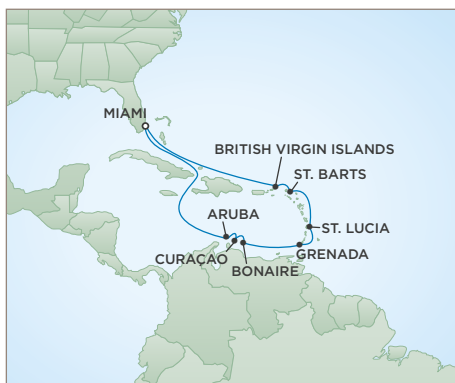 MIAMI
BRITISH VIRGIN ISLANDS
ST. BARTS
ARUBA
ST. LUCIA
CURAÇAO
GRENADA
BONAIRE